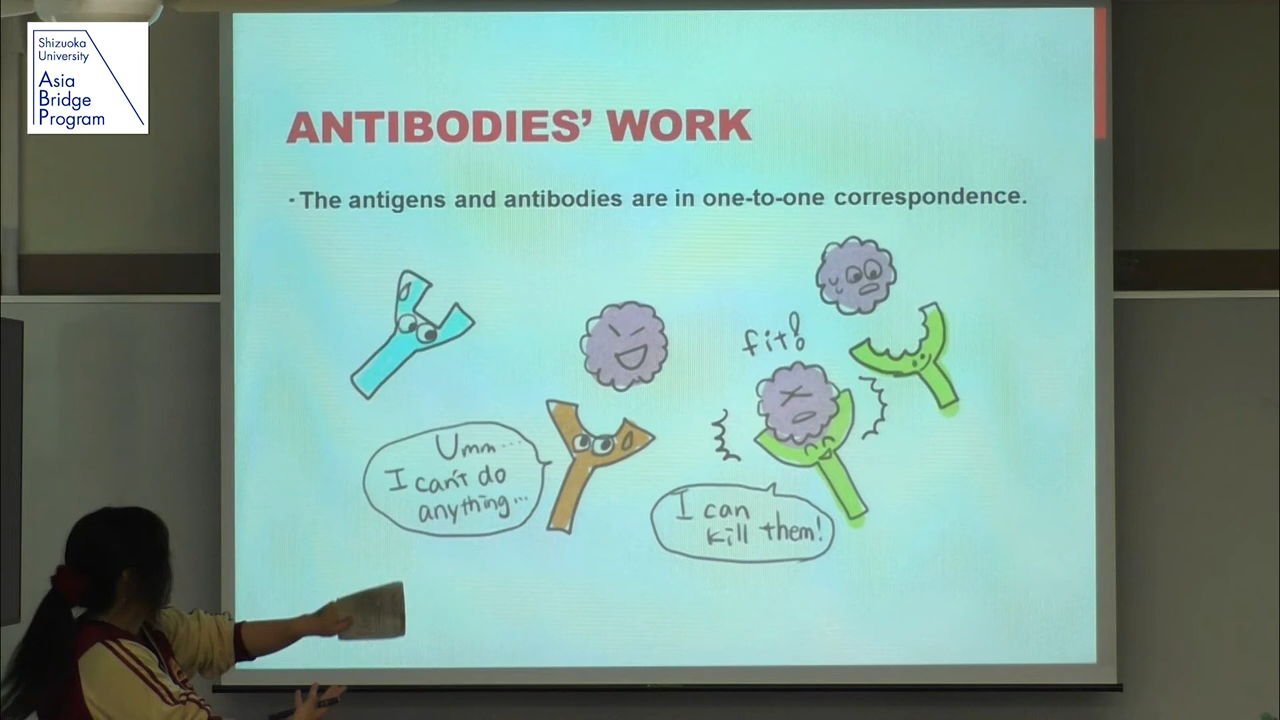 Shizuoka
University
Asia
Bridge
Program
ANTIBODIES’ WORK
· The antigens and antibodies are in one-to-one correspondence.
fit!
Umm...
I can't do
anything...
I can
kill them!